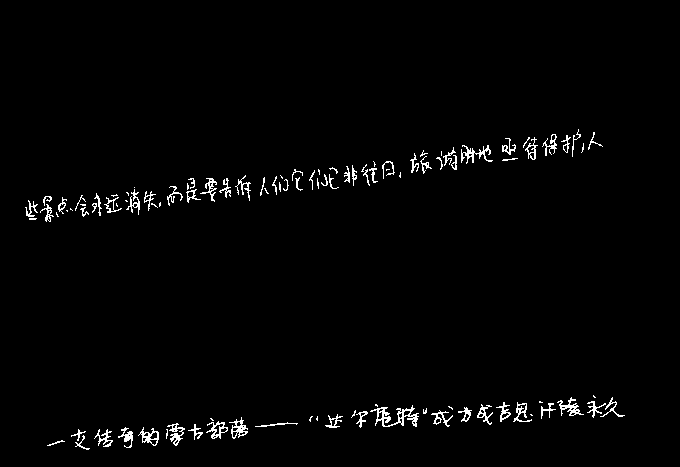 些景点会永远消失,而是要告诉人们它们已非往日,旅游胜地亟待保护,人
一支传奇的蒙古部落——“达尔扈特”成为成吉思汗陵永久